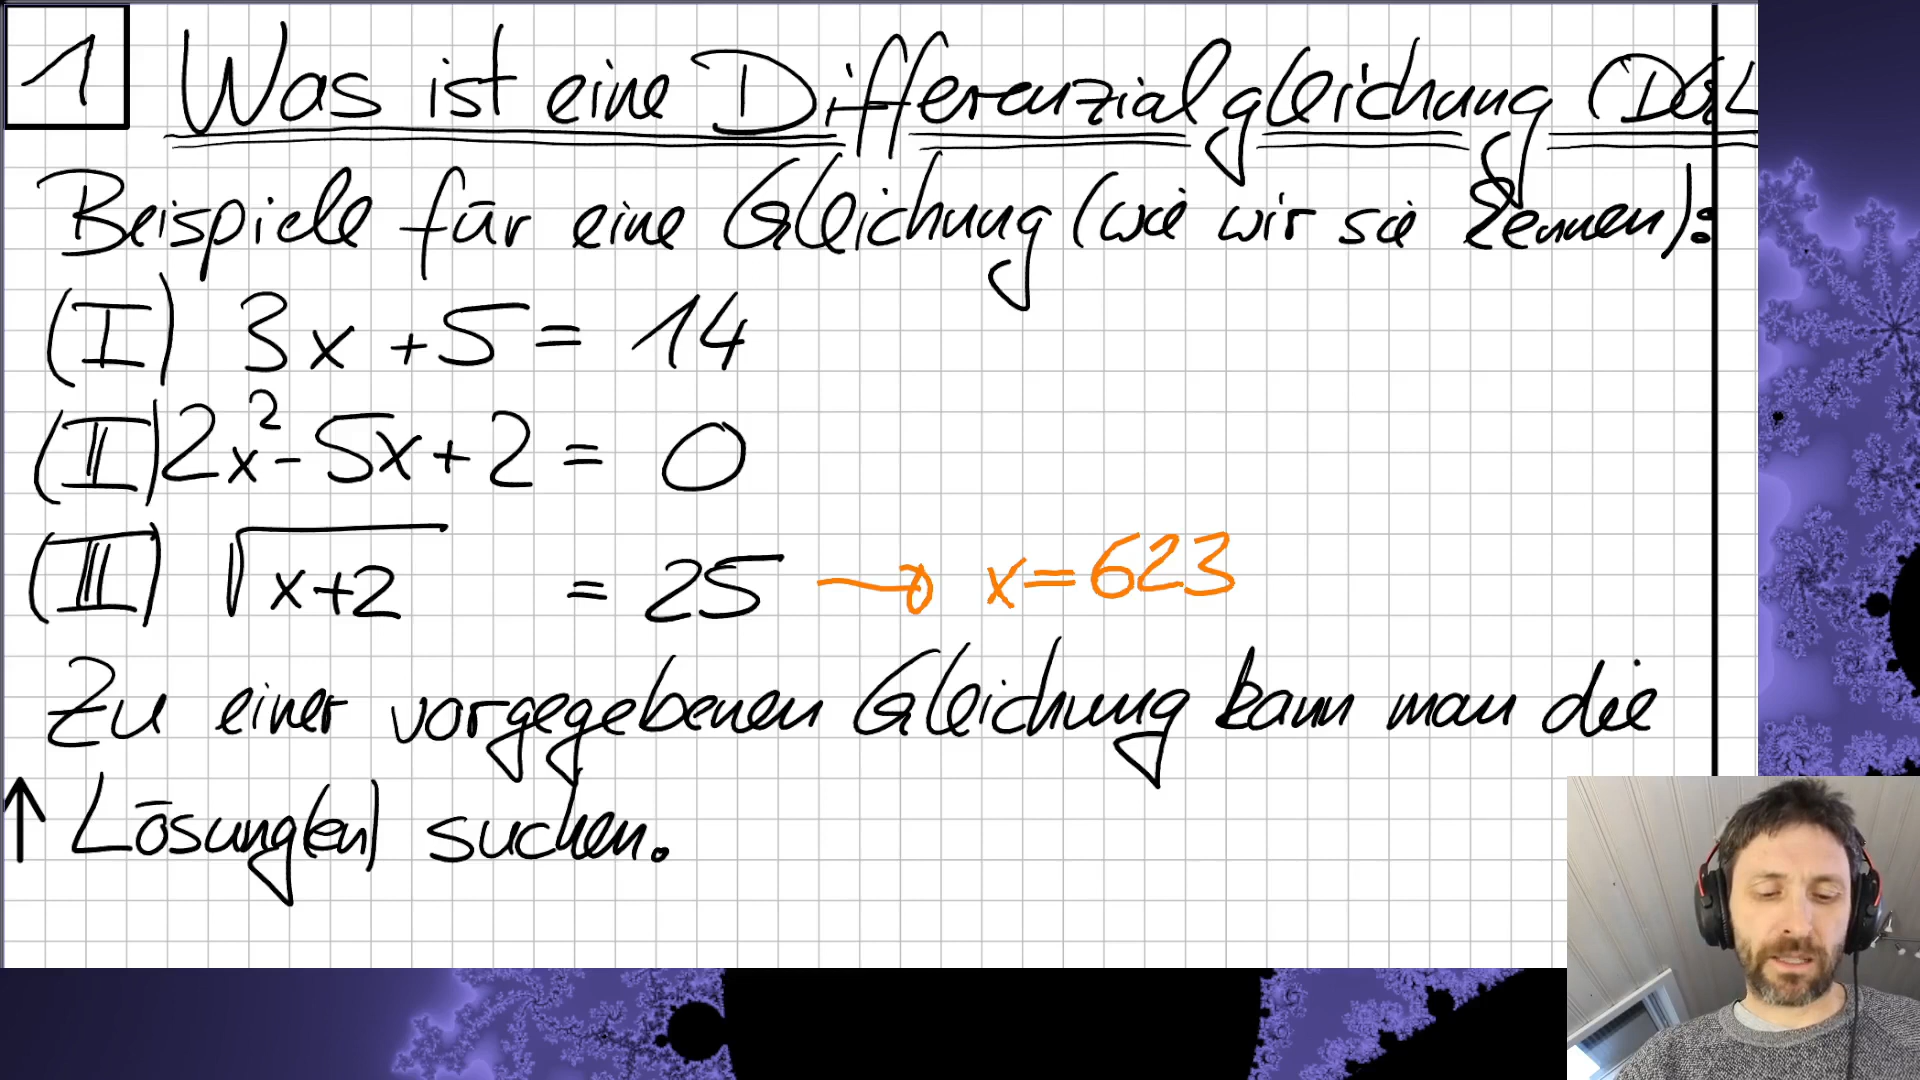 1 Was ist eine Differenzialgleichung (DGL
Beispiele für eine Gleichung (wie wir sie kennen):
(I) 3x + 5 = 14
(II) 2x² - 5x + 2 = 0
(III) √(x+2) = 25 → x = 623
Zu einer vorgegebenen Gleichung kann man die
↑ Lösung(en) suchen.